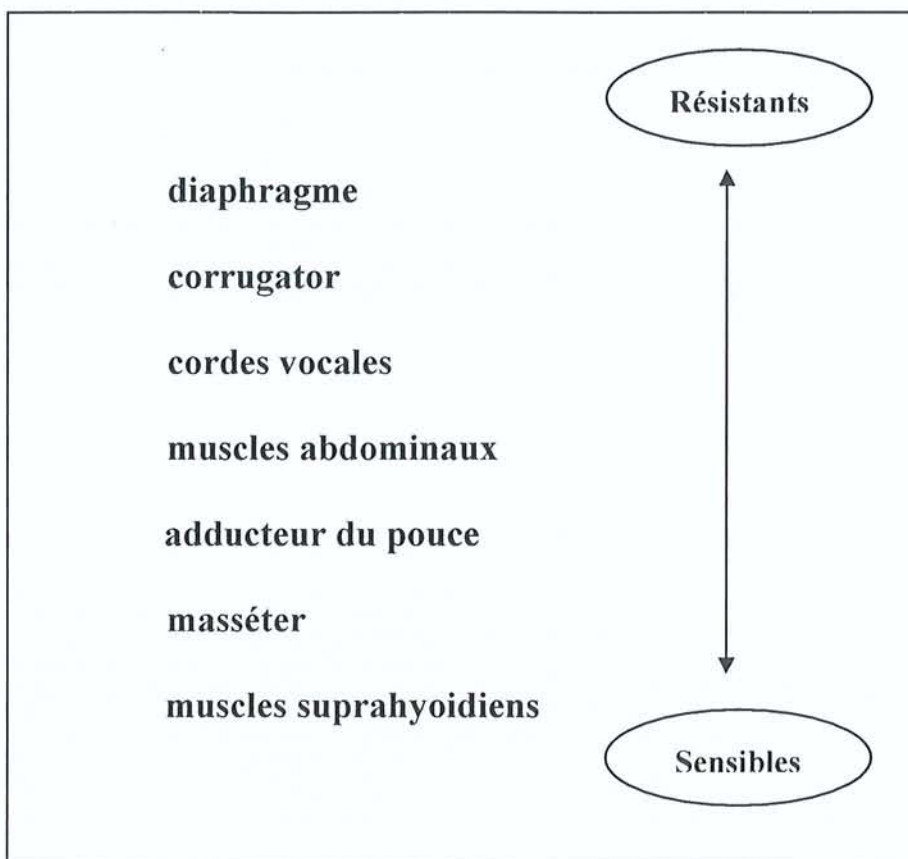 Résistants
diaphragme
corrugator
cordes vocales
muscles abdominaux
adducteur du pouce
masséter
muscles suprahyoidiens
Sensibles